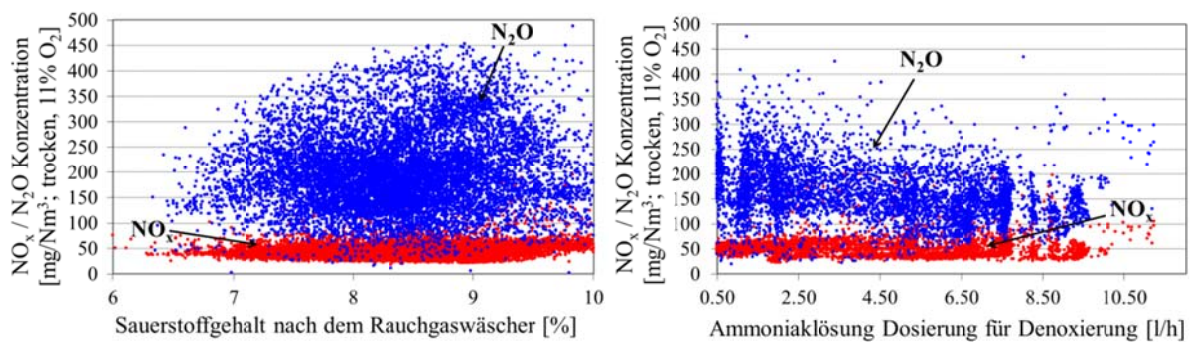 NOₓ / N₂O Konzentration
[mg/Nm³; trocken, 11% O₂]
500
450
400
350
300
250
200
150
100
50
0
N₂O
NOₓ
6 7 8 9 10
Sauerstoffgehalt nach dem Rauchgaswäscher [%]
NOₓ / N₂O Konzentration
[mg/Nm³; trocken, 11% O₂]
500
450
400
350
300
250
200
150
100
50
0
N₂O
NOₓ
0.50 2.50 4.50 6.50 8.50 10.50
Ammoniaklösung Dosierung für Denoxierung [l/h]